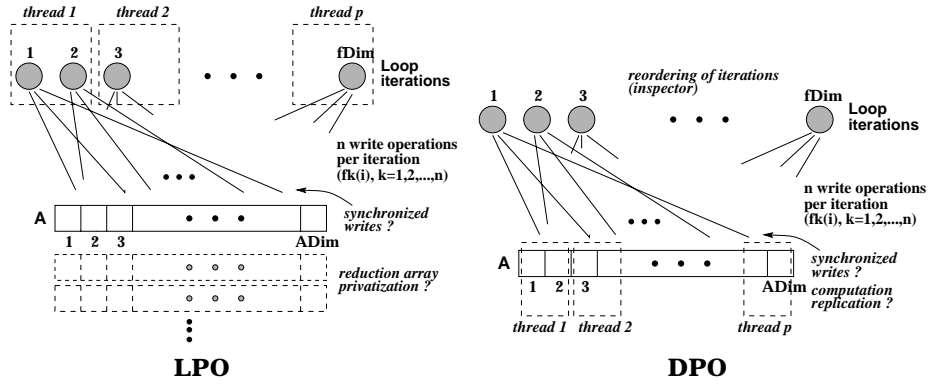 thread 1
thread 2
thread p
1
2
3
fDim
Loop
iterations
n write operations
per iteration
(fk(i), k=1,2,...,n)
A
synchronized
writes ?
1
2
3
ADim
reduction array
privatization ?
LPO
reordering of iterations
(inspector)
1
2
3
fDim
Loop
iterations
n write operations
per iteration
(fk(i), k=1,2,...,n)
A
synchronized
writes ?
1
2
3
ADim
computation
replication ?
thread 1
thread 2
thread p
DPO